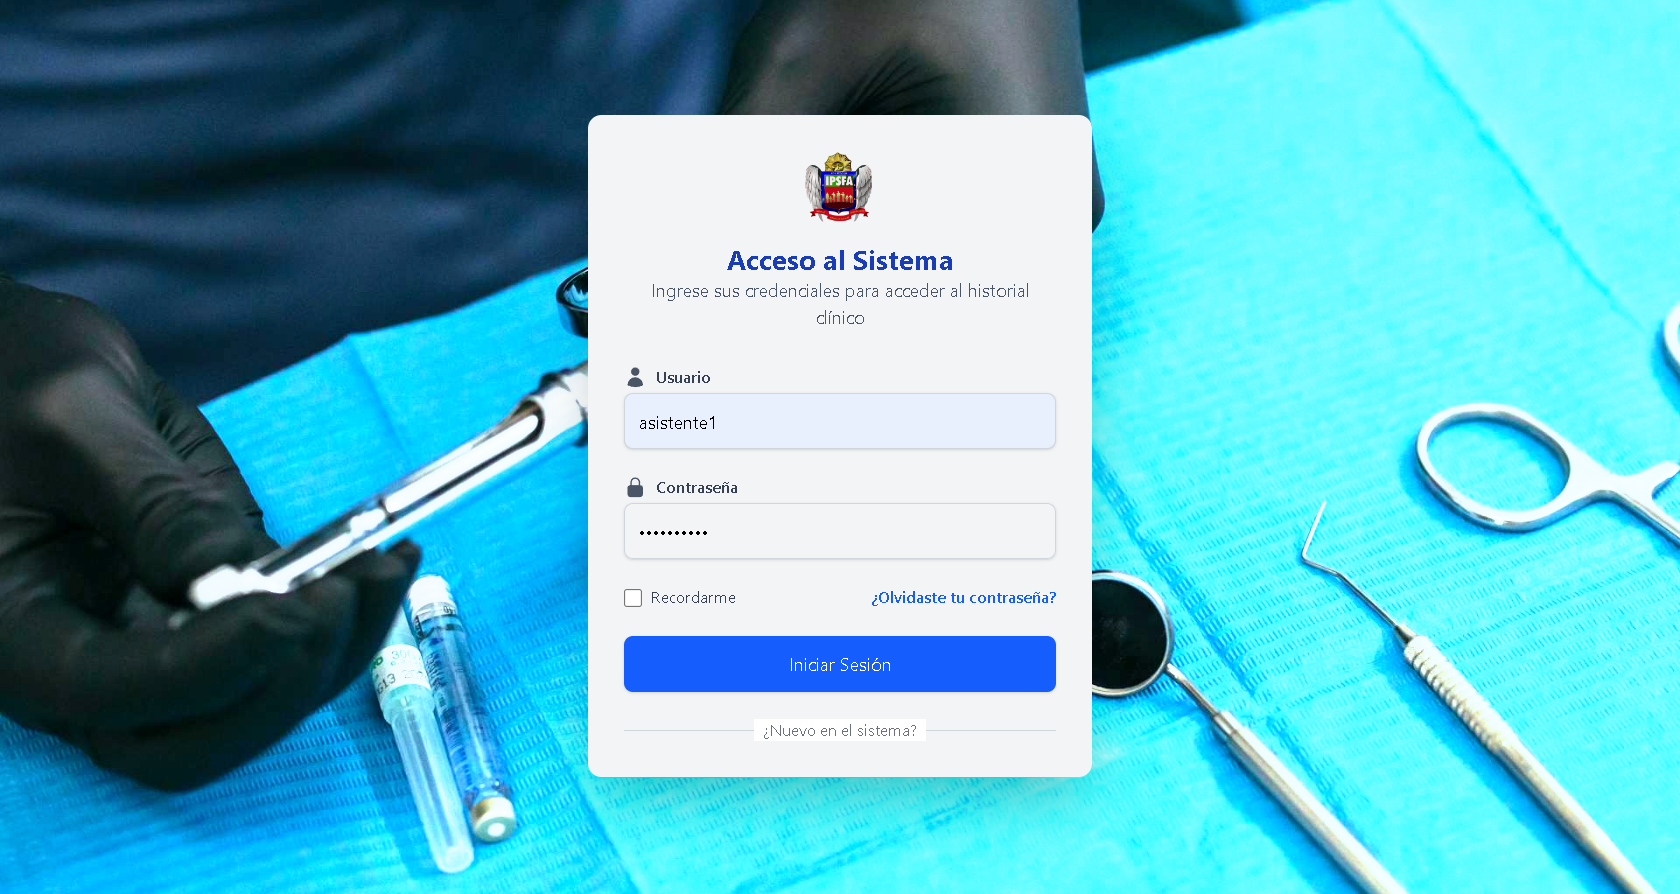 IPSFA
Acceso al Sistema
Ingrese sus credenciales para acceder al historial
clínico
Usuario
asistente1
Contraseña
••••••••••
Recordarme
¿Olvidaste tu contraseña?
Iniciar Sesión
¿Nuevo en el sistema?